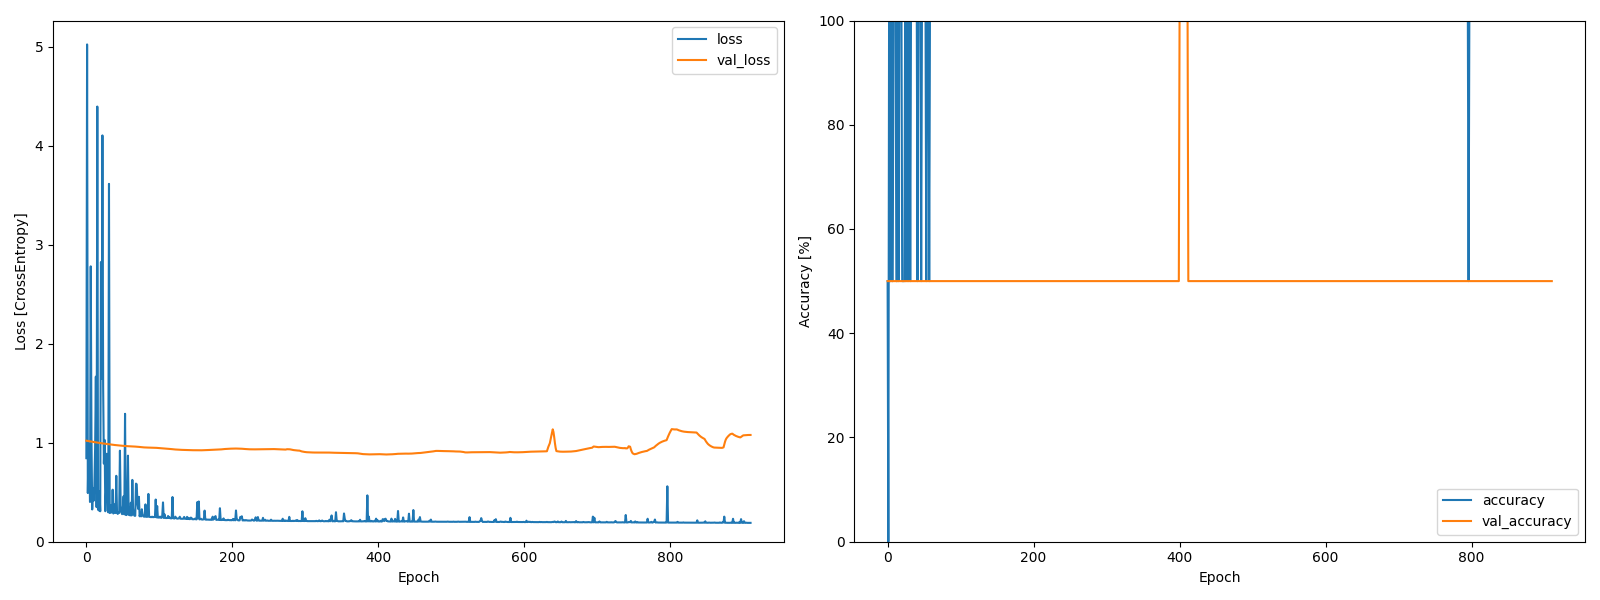 Loss [CrossEntropy]
5
4
3
2
1
0
0 200 400 600 800
Epoch
loss
val_loss
Accuracy [%]
100
80
60
40
20
0
0 200 400 600 800
Epoch
accuracy
val_accuracy